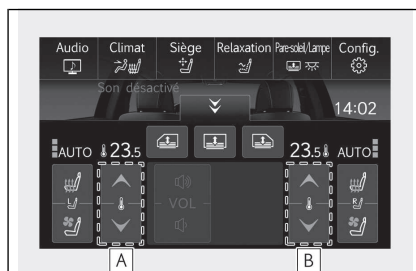 Audio Climat Siège Relaxation Pare-soleil/Lampe Config.
Son désactivé
14:02
AUTO 23.5 23.5 AUTO
L R
VOL
A B